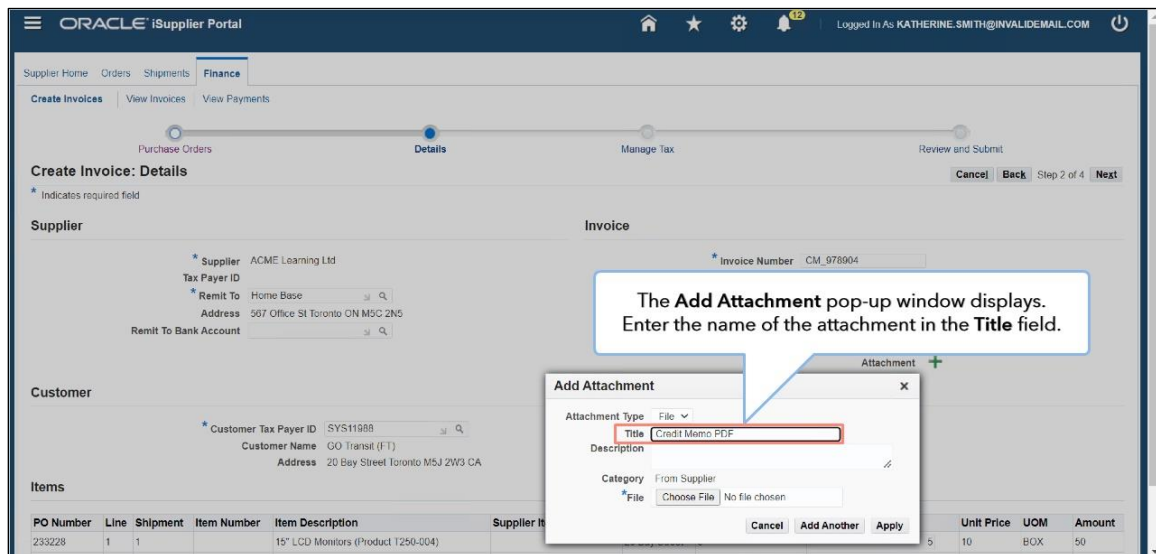 ORACLE iSupplier Portal
12
Logged In As KATHERINE.SMITH@INVALIDEMAIL.COM
Supplier Home Orders Shipments Finance
Create Invoices View Invoices View Payments
Purchase Orders Details Manage Tax Review and Submit
Create Invoice: Details
Cancel Back Step 2 of 4 Next
* Indicates required field
Supplier
Invoice
* Supplier ACME Learning Ltd
* Invoice Number CM_978904
Tax Payer ID
* Remit To Home Base
Address 567 Office St Toronto ON M5C 2N5
Remit To Bank Account
The Add Attachment pop-up window displays.
Enter the name of the attachment in the Title field.
Attachment
Customer
* Customer Tax Payer ID SYS11988
Customer Name GO Transit (FT)
Address 20 Bay Street Toronto M5J 2W3 CA
Add Attachment
Attachment Type File
Title Credit Memo PDF
Description
Category From Supplier
*File Choose File No file chosen
Cancel Add Another Apply
Items
PO Number Line Shipment Item Number Item Description Supplier Unit Price UOM Amount
233228 1 1 15" LCD Monitors (Product T250-004) 5 10 BOX 50